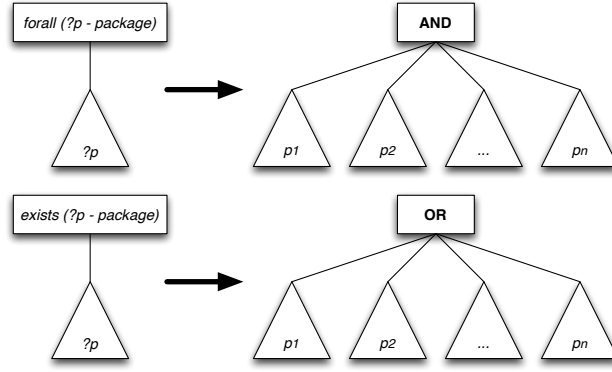 forall (?p - package)
AND
?p
p1
p2
...
pn
exists (?p - package)
OR
?p
p1
p2
...
pn